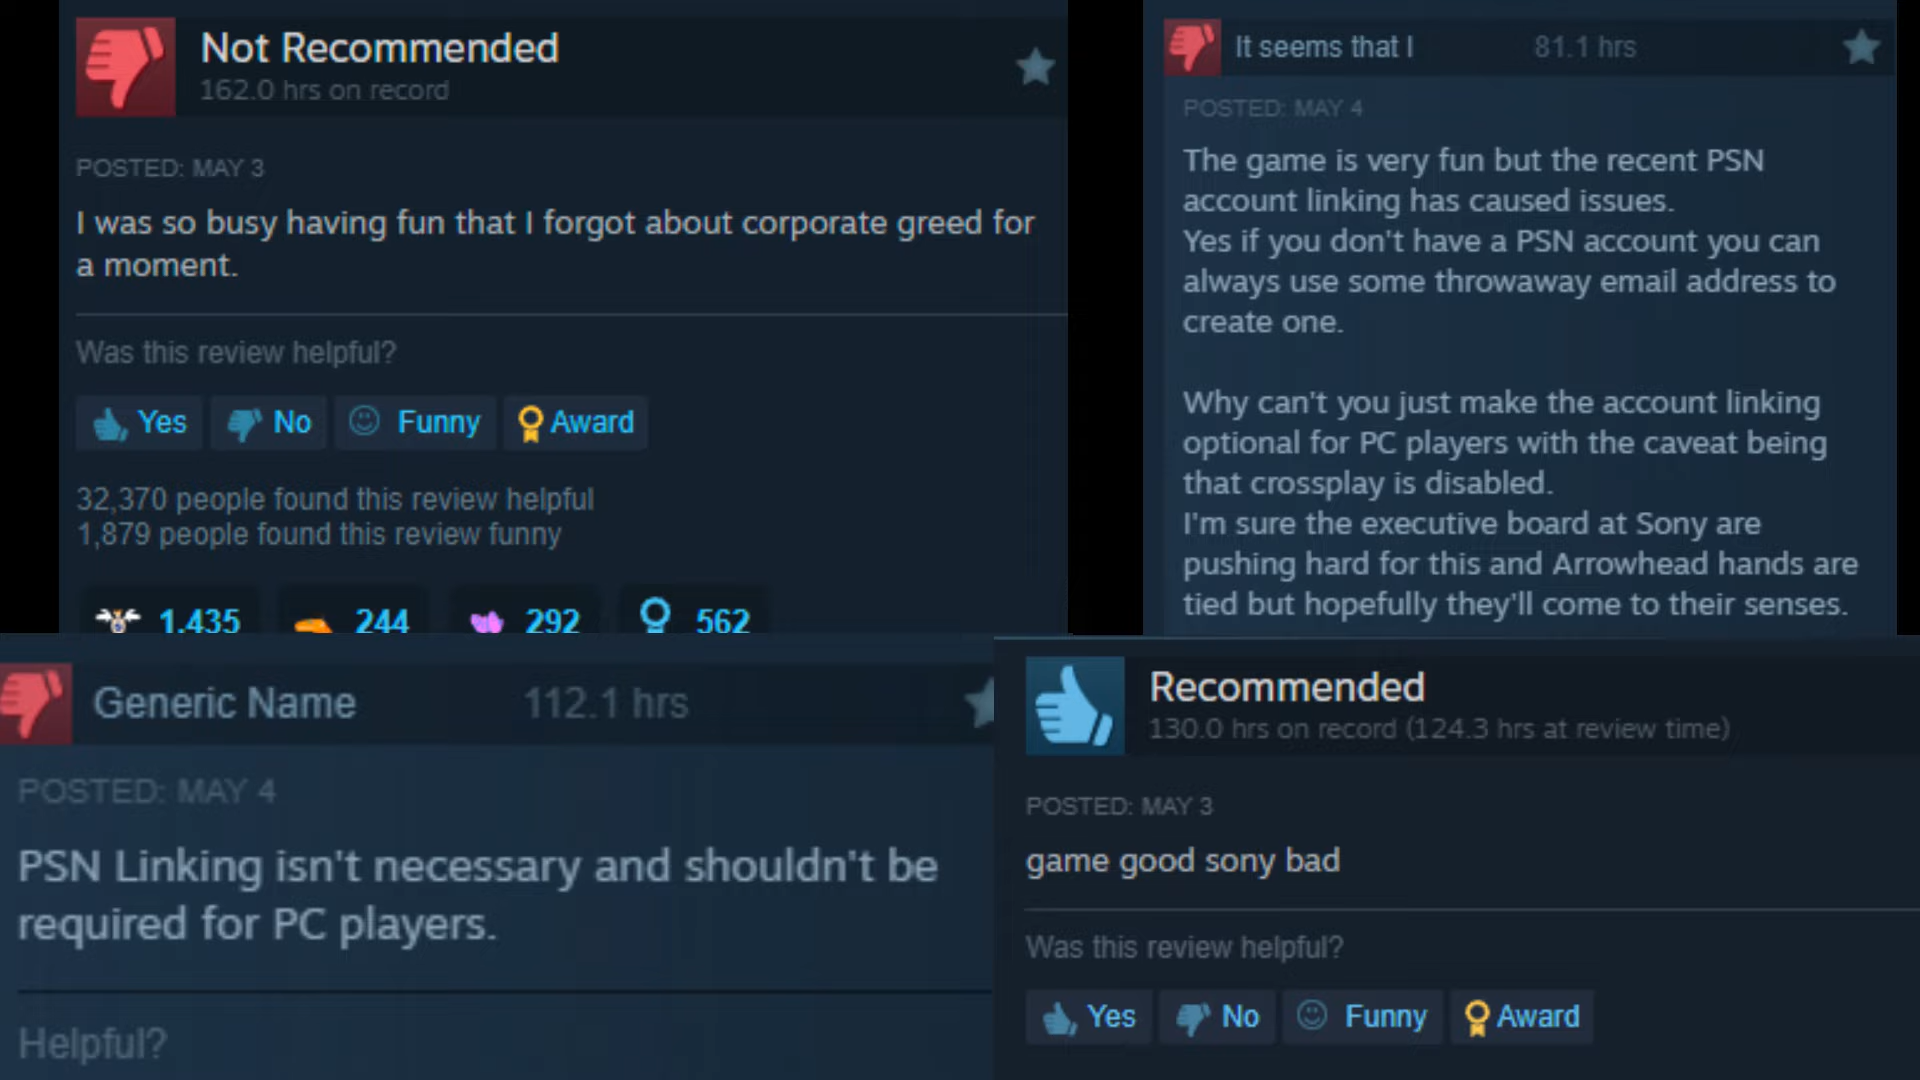 Not Recommended
162.0 hrs on record
POSTED: MAY 3
I was so busy having fun that I forgot about corporate greed for
a moment.
Was this review helpful?
Yes No Funny Award
32,370 people found this review helpful
1,879 people found this review funny
1,435 244 292 562
It seems that I 81.1 hrs
POSTED: MAY 4
The game is very fun but the recent PSN
account linking has caused issues.
Yes if you don't have a PSN account you can
always use some throwaway email address to
create one.
Why can't you just make the account linking
optional for PC players with the caveat being
that crossplay is disabled.
I'm sure the executive board at Sony are
pushing hard for this and Arrowhead hands are
tied but hopefully they'll come to their senses.
Generic Name 112.1 hrs
POSTED: MAY 4
PSN Linking isn't necessary and shouldn't be
required for PC players.
Helpful?
Recommended
130.0 hrs on record (124.3 hrs at review time)
POSTED: MAY 3
game good sony bad
Was this review helpful?
Yes No Funny Award